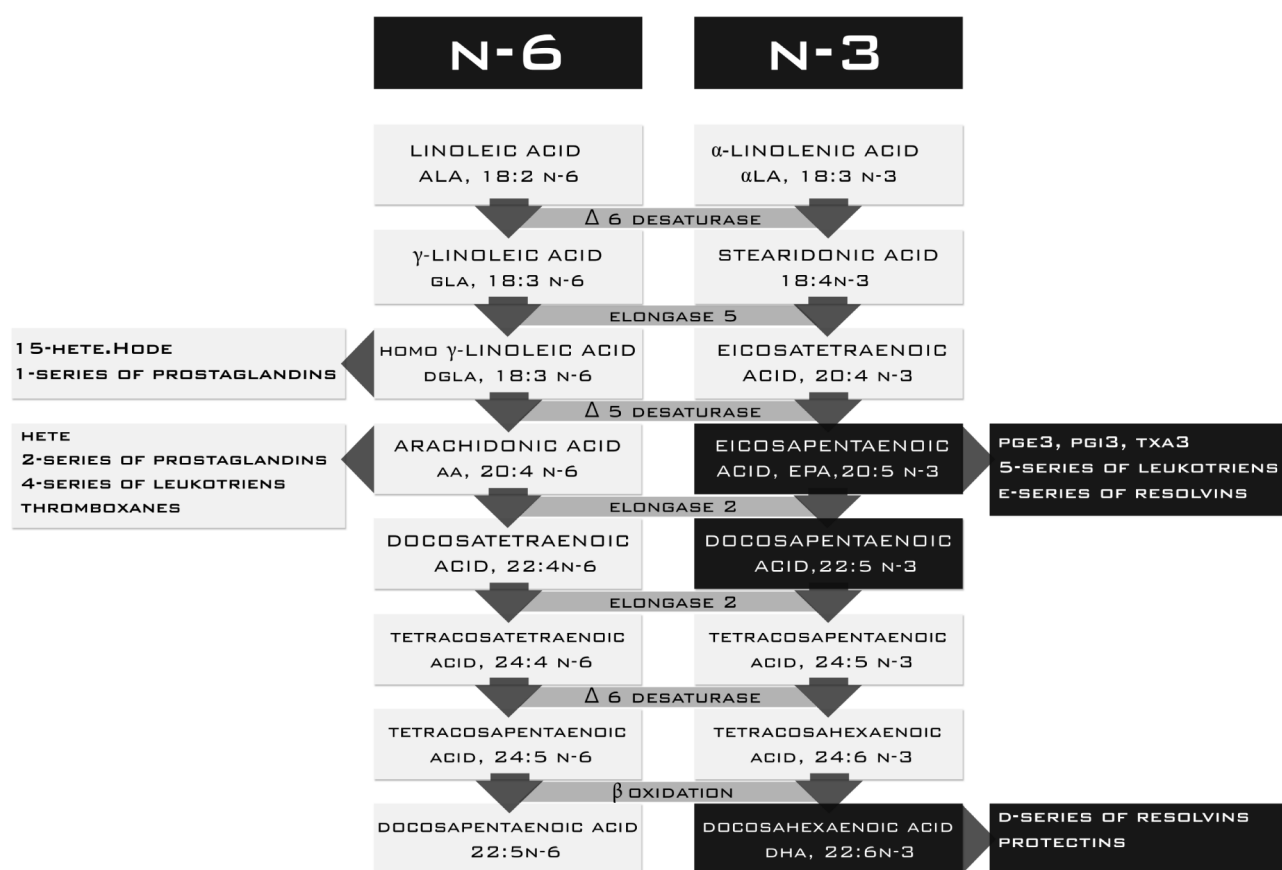 N-6
N-3
LINOLEIC ACID
ALA, 18:2 N-6
α-LINOLENIC ACID
αLA, 18:3 N-3
Δ 6 DESATURASE
γ-LINOLEIC ACID
GLA, 18:3 N-6
STEARIDONIC ACID
18:4N-3
ELONGASE 5
15-HETE.HODE
1-SERIES OF PROSTAGLANDINS
HOMO γ-LINOLEIC ACID
DGLA, 18:3 N-6
EICOSATETRAENOIC
ACID, 20:4 N-3
Δ 5 DESATURASE
HETE
2-SERIES OF PROSTAGLANDINS
4-SERIES OF LEUKOTRIENS
THROMBOXANES
ARACHIDONIC ACID
AA, 20:4 N-6
EICOSAPENTAENOIC
ACID, EPA,20:5 N-3
PGE3, PGI3, TXA3
5-SERIES OF LEUKOTRIENS
E-SERIES OF RESOLVINS
ELONGASE 2
DOCOSATETRAENOIC
ACID, 22:4N-6
DOCOSAPENTAENOIC
ACID,22:5 N-3
ELONGASE 2
TETRACOSATETRAENOIC
ACID, 24:4 N-6
TETRACOSAPENTAENOIC
ACID, 24:5 N-3
Δ 6 DESATURASE
TETRACOSAPENTAENOIC
ACID, 24:5 N-6
TETRACOSAHEXAENOIC
ACID, 24:6 N-3
β OXIDATION
DOCOSAPENTAENOIC ACID
22:5N-6
DOCOSAHEXAENOIC ACID
DHA, 22:6N-3
D-SERIES OF RESOLVINS
PROTECTINS